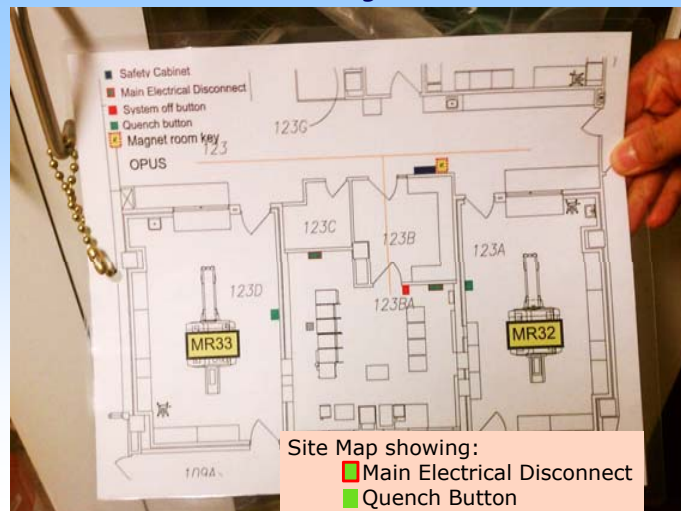 Safety Cabinet
Main Electrical Disconnect
System off button
Quench button
Magnet room key
123
OPUS
123G
123C
123B
123A
123D
123BA
MR33
MR32
109A
Site Map showing:
Main Electrical Disconnect
Quench Button